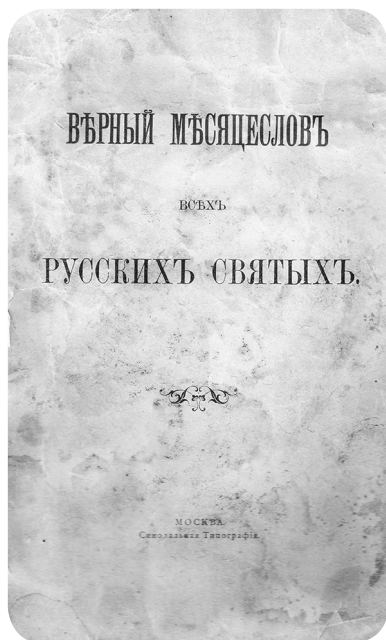 ВѢРНЫЙ МѢСЯЦЕСЛОВЪ
ВСѢХЪ
РУССКИХЪ СВЯТЫХЪ.
МОСКВА.
Синодальная Типографія.